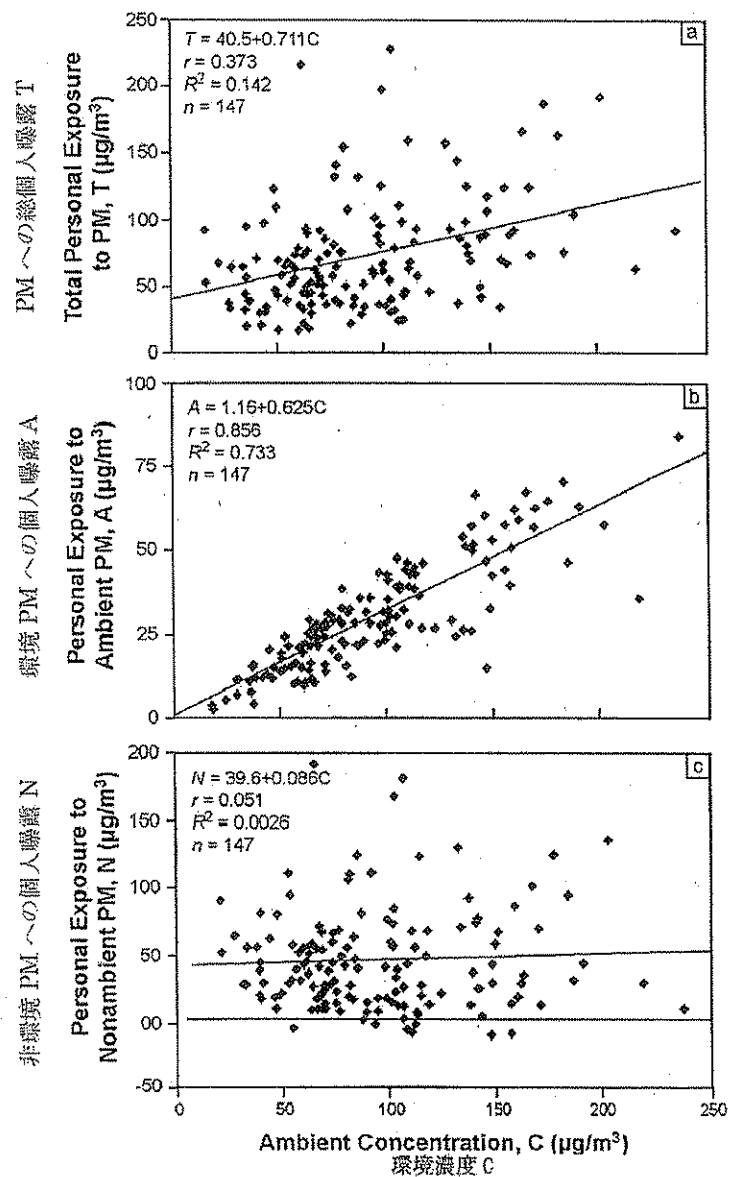 PM への総個人曝露 T
Total Personal Exposure
to PM, T (μg/m³)
250
200
150
100
50
0
T = 40.5+0.711C
r = 0.373
R² = 0.142
n = 147
a
環境 PM への個人曝露 A
Personal Exposure to
Ambient PM, A (μg/m³)
100
75
50
25
0
A = 1.16+0.625C
r = 0.856
R² = 0.733
n = 147
b
非環境 PM への個人曝露 N
Personal Exposure to
Nonambient PM, N (μg/m³)
200
150
100
50
00
-50
N = 39.6+0.086C
r = 0.051
R² = 0.0026
n = 147
c
0 50 100 150 200 250
Ambient Concentration, C (μg/m³)
環境濃度 C